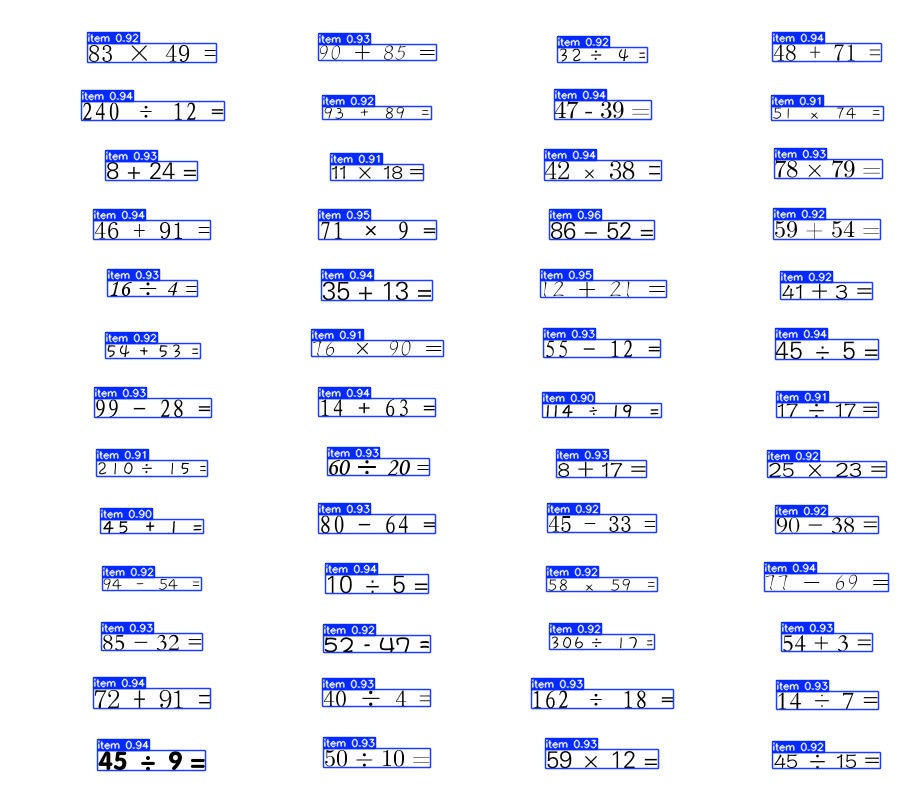 item 0.92 item 0.93 item 0.92 item 0.94
83 × 49 = 90 + 85 = 32 ÷ 4 = 48 + 71 =
item 0.94 item 0.92 item 0.94 item 0.91
240 ÷ 12 = 93 + 89 = 47 - 39 = 51 × 74 =
item 0.93 item 0.91 item 0.94 item 0.93
8 + 24 = 11 × 18 = 42 × 38 = 78 × 79 =
item 0.94 item 0.95 item 0.96 item 0.92
46 + 91 = 71 × 9 = 86 - 52 = 59 + 54 =
item 0.93 item 0.94 item 0.95 item 0.92
16 ÷ 4 = 35 + 13 = 12 + 21 = 41 + 3 =
item 0.92 item 0.91 item 0.93 item 0.94
54 + 53 = 16 × 90 = 55 - 12 = 45 ÷ 5 =
item 0.93 item 0.94 item 0.90 item 0.91
99 - 28 = 14 + 63 = 114 ÷ 19 = 17 ÷ 17 =
item 0.91 item 0.93 item 0.93 item 0.92
210 ÷ 15 = 60 ÷ 20 = 8 + 17 = 25 × 23 =
item 0.90 item 0.93 item 0.92 item 0.92
45 + 1 = 80 - 64 = 45 - 33 = 90 - 38 =
item 0.92 item 0.94 item 0.92 item 0.94
94 - 54 = 10 ÷ 5 = 58 × 59 = 77 - 69 =
item 0.93 item 0.92 item 0.92 item 0.93
85 - 32 = 52 - 47 = 306 ÷ 17 = 54 + 3 =
item 0.94 item 0.93 item 0.93 item 0.93
72 + 91 = 40 ÷ 4 = 162 ÷ 18 = 14 ÷ 7 =
item 0.94 item 0.93 item 0.93 item 0.92
45 ÷ 9 = 50 ÷ 10 = 59 × 12 = 45 ÷ 15 =